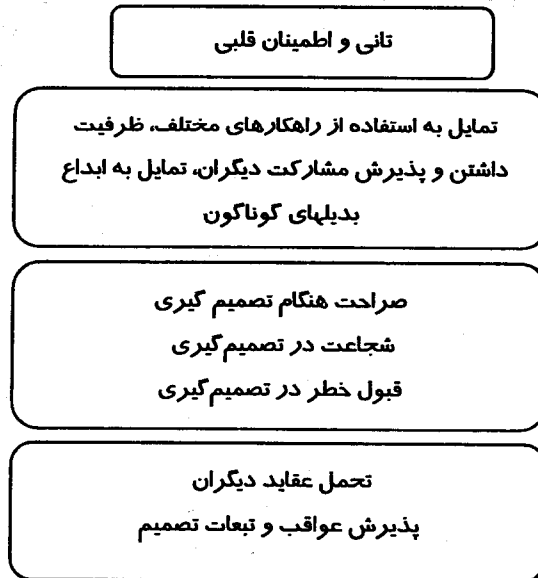 تانی و اطمینان قلبی
تمایل به استفاده از راهکارهای مختلف، ظرفیت
داشتن و پذیرش مشارکت دیگران، تمایل به ابداع
بدیلهای گوناگون
صراحت هنگام تصمیم گیری
شجاعت در تصمیم‌گیری
قبول خطر در تصمیم‌گیری
تحمل عقاید دیگران
پذیرش عواقب و تبعات تصمیم